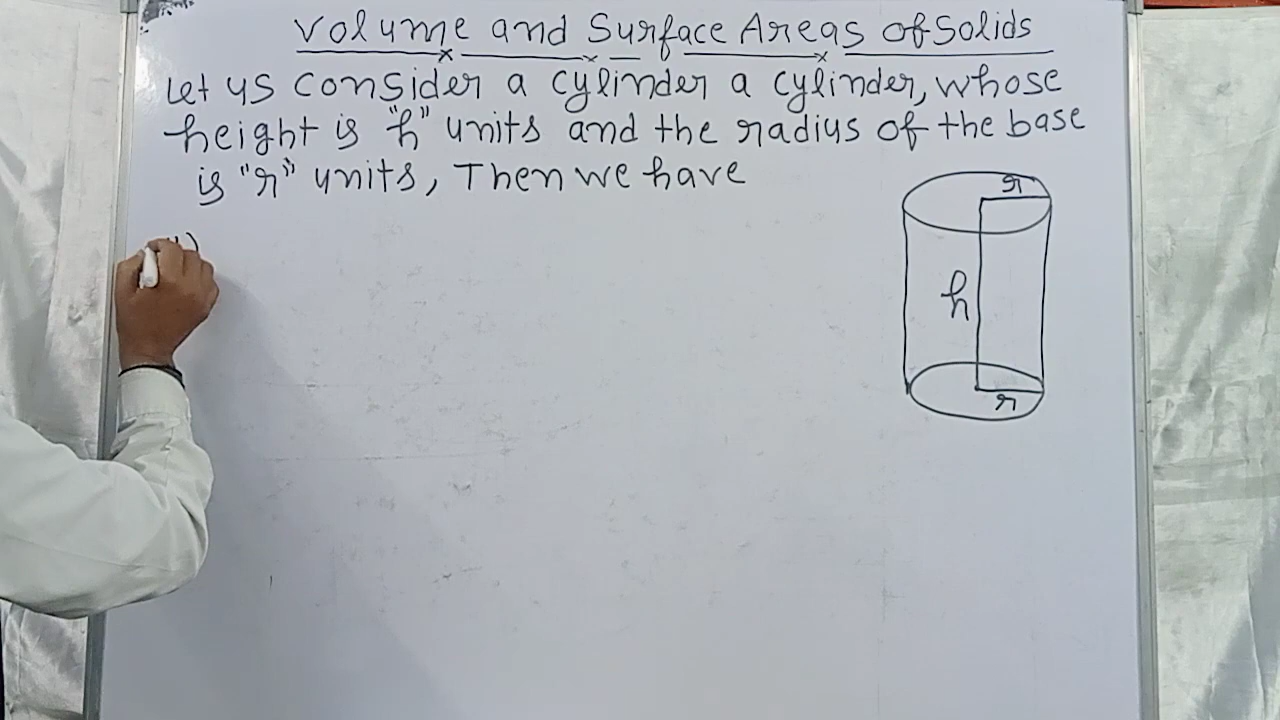 Volume and Surface Areas of Solids
Let us consider a cylinder a cylinder, whose
height is "h" units and the radius of the base
is "r" units, Then we have
r
h
r